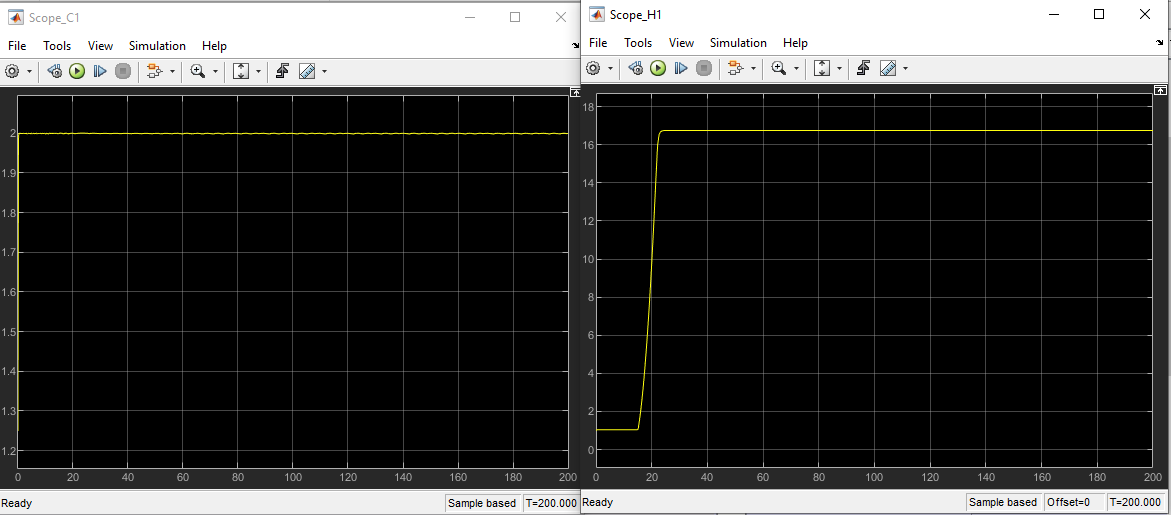 Scope_C1
File Tools View Simulation Help
2
1.9
1.8
1.7
1.6
1.5
1.4
1.3
1.2
0 20 40 60 80 100 120 140 160 180 200
Ready Sample based T=200.000
Scope_H1
File Tools View Simulation Help
18
16
14
12
10
8
6
4
2
0
0 20 40 60 80 100 120 140 160 180 200
Ready Sample based Offset=0 T=200.000